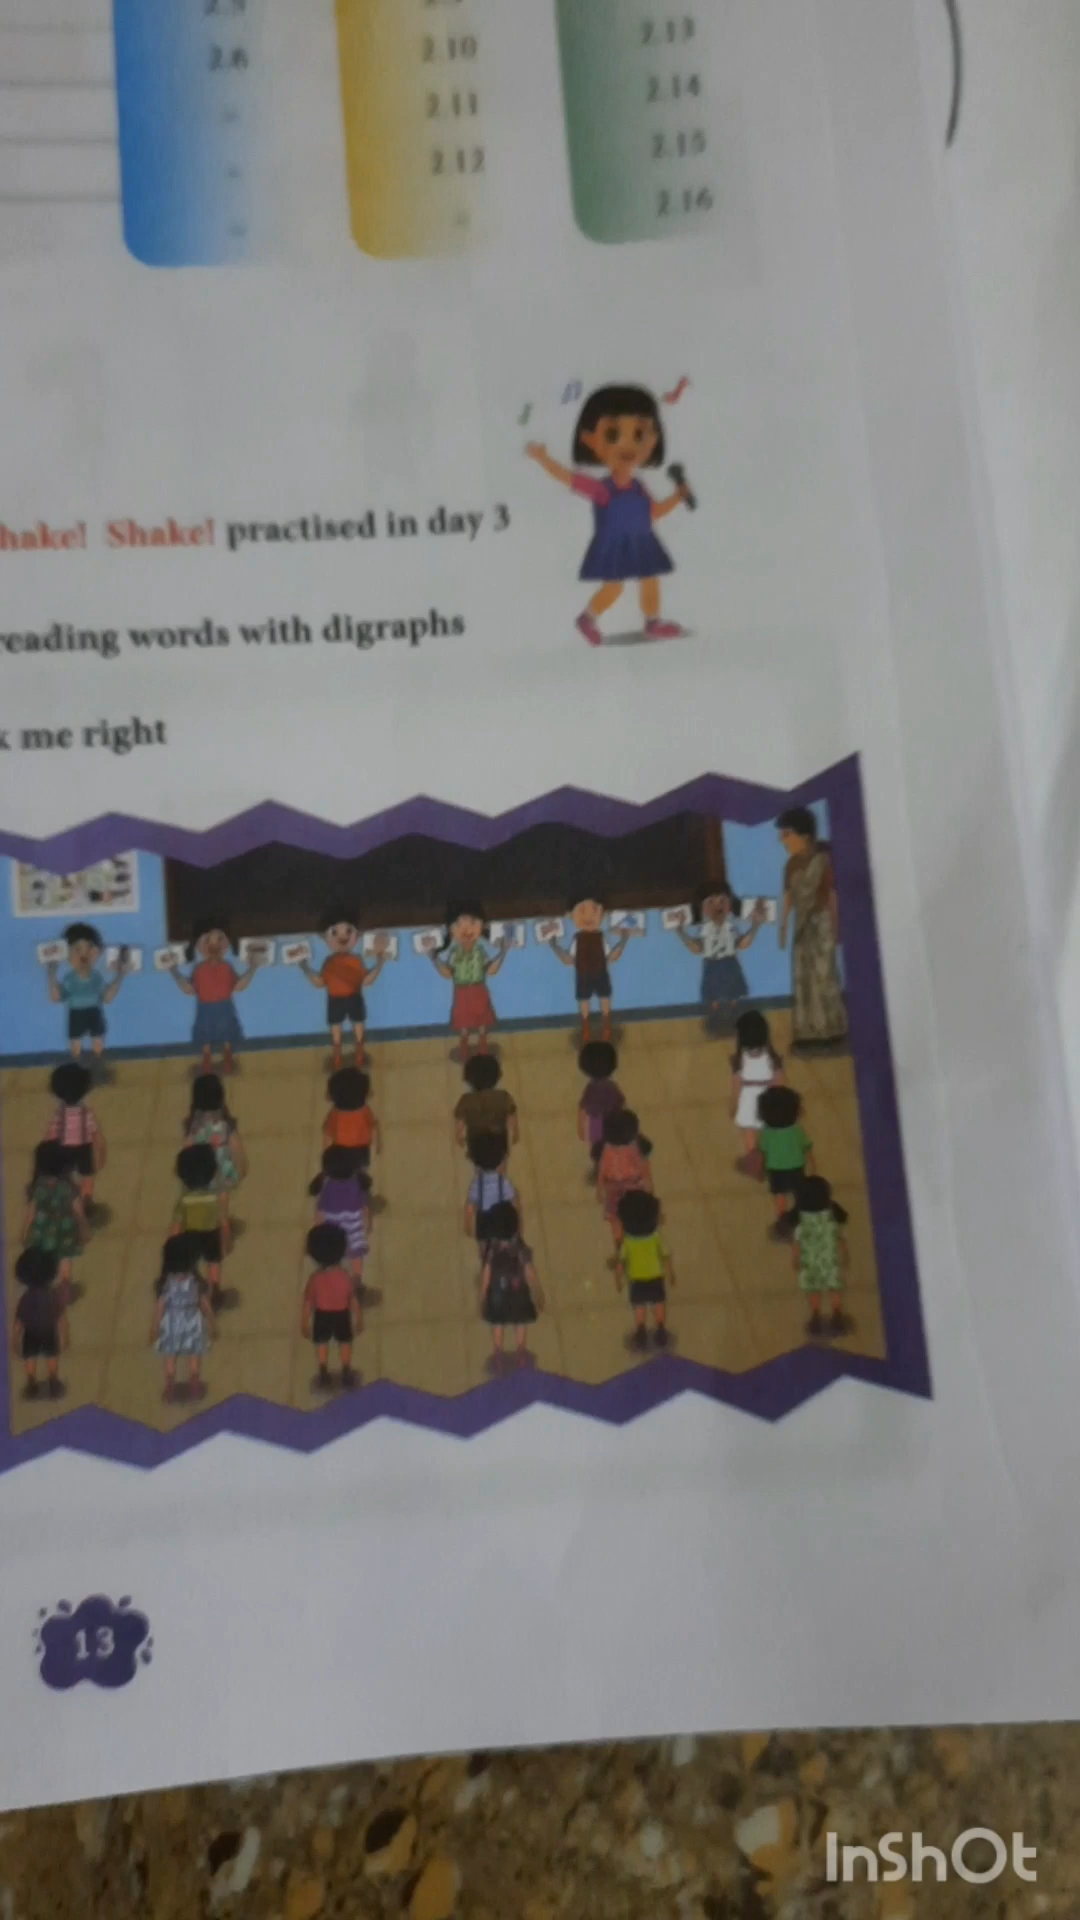 2.6
2.10
2.11
2.12
2.13
2.14
2.15
2.16
hake! Shake! practised in day 3
reading words with digraphs
k me right
13
InShOt